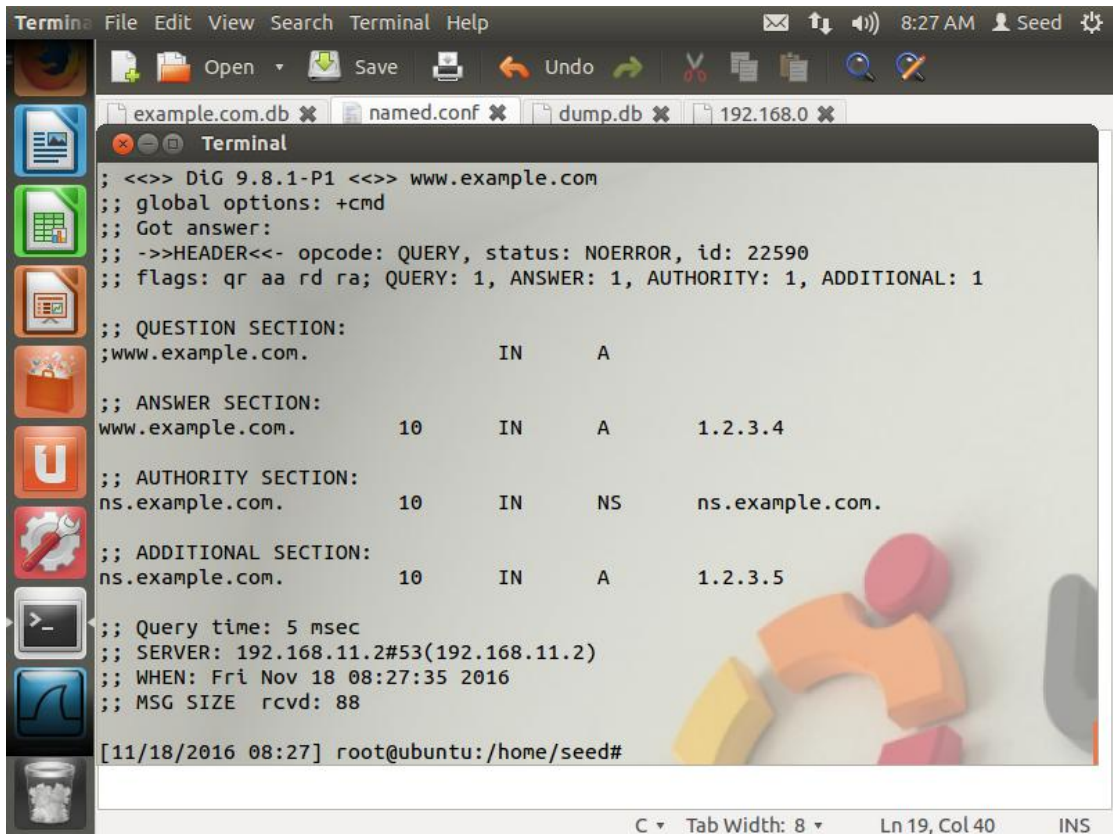 Termina File Edit View Search Terminal Help 8:27 AM Seed
Open Save Undo
example.com.db named.conf dump.db 192.168.0
Terminal
; <<>> DiG 9.8.1-P1 <<>> www.example.com
;; global options: +cmd
;; Got answer:
;; ->>HEADER<<- opcode: QUERY, status: NOERROR, id: 22590
;; flags: qr aa rd ra; QUERY: 1, ANSWER: 1, AUTHORITY: 1, ADDITIONAL: 1
;; QUESTION SECTION:
;www.example.com. IN A
;; ANSWER SECTION:
www.example.com. 10 IN A 1.2.3.4
;; AUTHORITY SECTION:
ns.example.com. 10 IN NS ns.example.com.
;; ADDITIONAL SECTION:
ns.example.com. 10 IN A 1.2.3.5
;; Query time: 5 msec
;; SERVER: 192.168.11.2#53(192.168.11.2)
;; WHEN: Fri Nov 18 08:27:35 2016
;; MSG SIZE rcvd: 88
[11/18/2016 08:27] root@ubuntu:/home/seed#
C Tab Width: 8 Ln 19, Col 40 INS